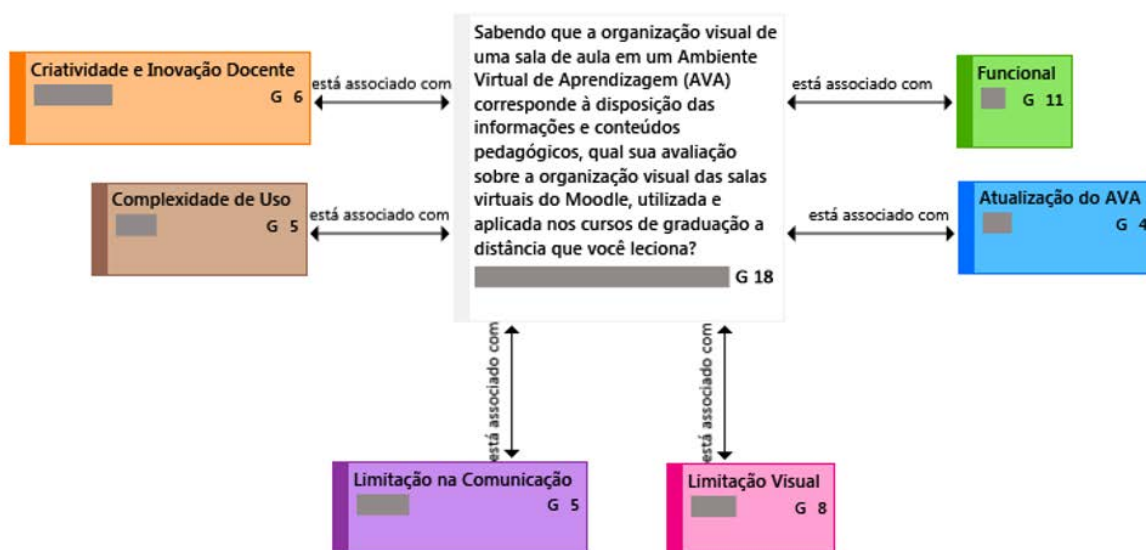 Criatividade e Inovação Docente
G 6
está associado com
Sabendo que a organização visual de
uma sala de aula em um Ambiente
Virtual de Aprendizagem (AVA)
corresponde à disposição das
informações e conteúdos
pedagógicos, qual sua avaliação
sobre a organização visual das salas
virtuais do Moodle, utilizada e
aplicada nos cursos de graduação a
distância que você leciona?
G 18
está associado com
Funcional
G 11
Complexidade de Uso
G 5
está associado com
está associado com
Atualização do AVA
G 4
está associado com
está associado com
Limitação na Comunicação
G 5
Limitação Visual
G 8